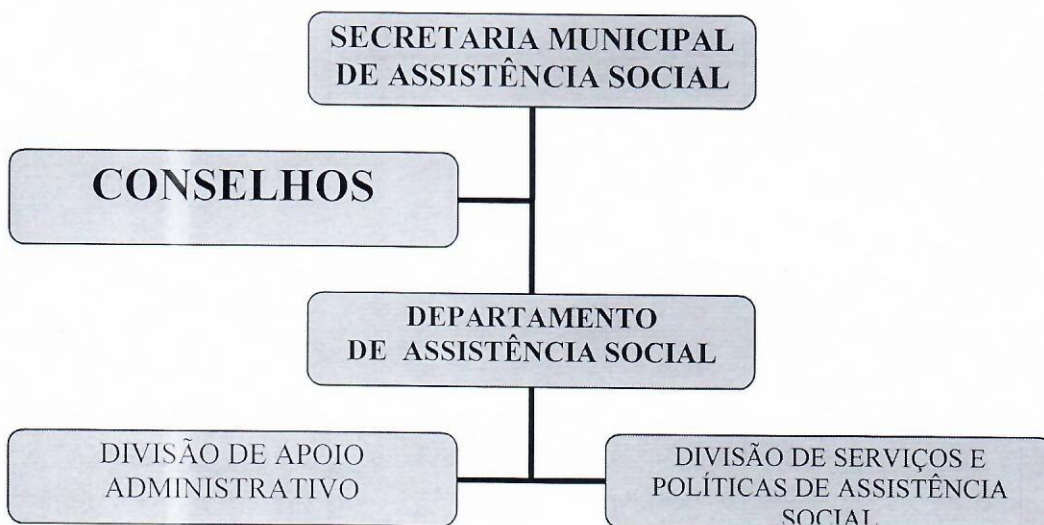 SECRETARIA MUNICIPAL
DE ASSISTÊNCIA SOCIAL
CONSELHOS
DEPARTAMENTO
DE ASSISTÊNCIA SOCIAL
DIVISÃO DE APOIO
ADMINISTRATIVO
DIVISÃO DE SERVIÇOS E
POLÍTICAS DE ASSISTÊNCIA
SOCIAL